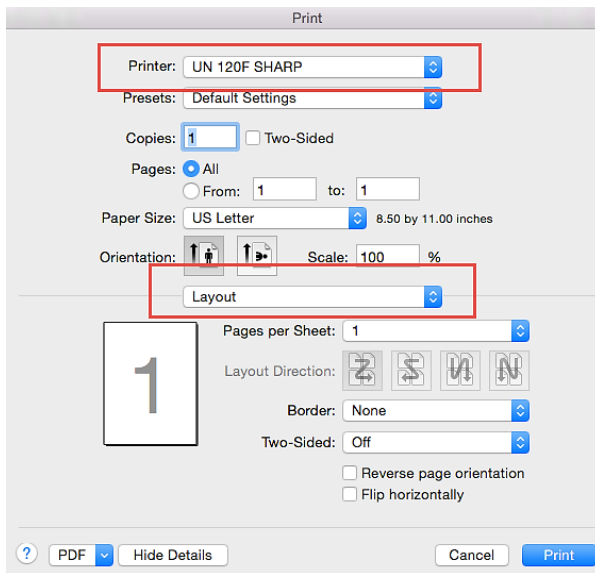 Print
Printer: UN 120F SHARP
Presets: Default Settings
Copies: 1 Two-Sided
Pages: All
From: 1 to: 1
Paper Size: US Letter 8.50 by 11.00 inches
Orientation: Scale: 100 %
Layout
Pages per Sheet: 1
1
Layout Direction:
Border: None
Two-Sided: Off
Reverse page orientation
Flip horizontally
? PDF Hide Details Cancel Print